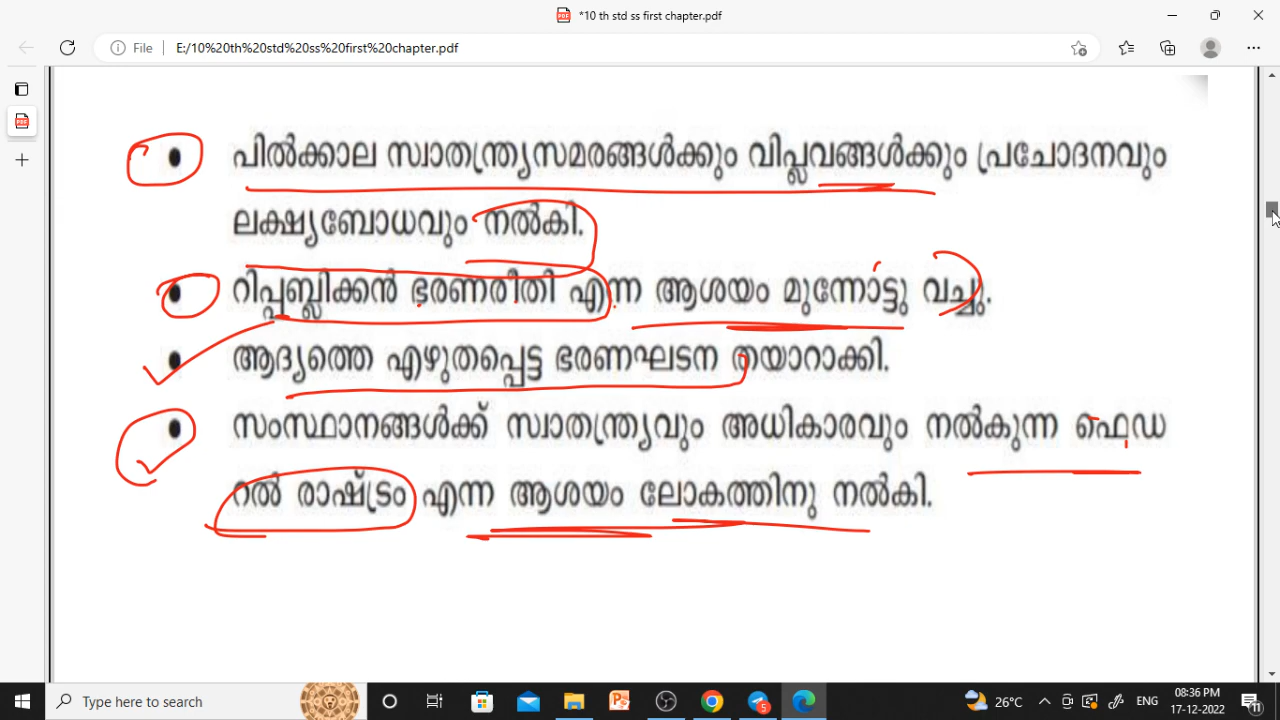 *10 th std ss first chapter.pdf
File
E:/10%20th%20std%20ss%20first%20chapter.pdf
• പിൽക്കാല സ്വാതന്ത്ര്യസമരങ്ങൾക്കും വിപ്ലവങ്ങൾക്കും പ്രചോദനവും
ലക്ഷ്യബോധവും നൽകി.
• റിപ്പബ്ലിക്കൻ ഭരണരീതി എന്ന ആശയം മുന്നോട്ടു വച്ചു.
• ആദ്യത്തെ എഴുതപ്പെട്ട ഭരണഘടന തയാറാക്കി.
• സംസ്ഥാനങ്ങൾക്ക് സ്വാതന്ത്ര്യവും അധികാരവും നൽകുന്ന ഫെഡ
റൽ രാഷ്ട്രം എന്ന ആശയം ലോകത്തിനു നൽകി.
Type here to search
5
26°C
ENG
08:36 PM
17-12-2022
11